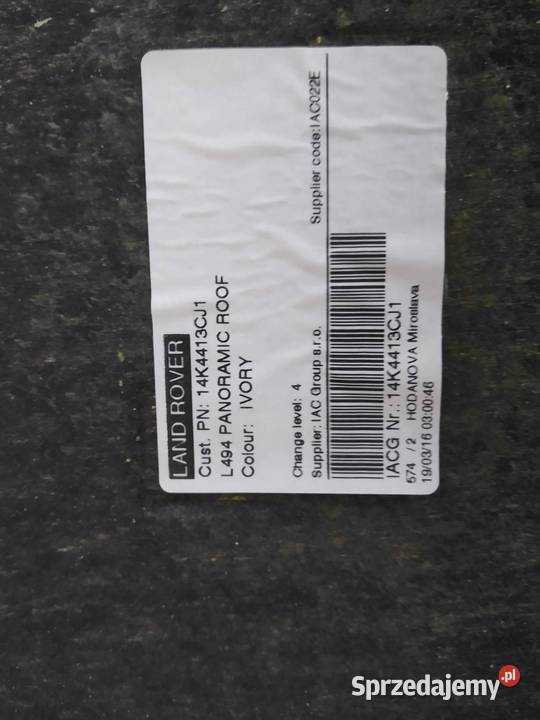 LAND ROVER
Cust. PN: 14K4413CJ1
L494 PANORAMIC ROOF
Colour: IVORY
Change level: 4
Supplier: IAC Group s.r.o. Supplier code:IAC022E
IACG Nr.:14K4413CJ1
574 /2 HODANOVA Miroslava
19/03/16 03:00:46
Sprzedajemy.pl